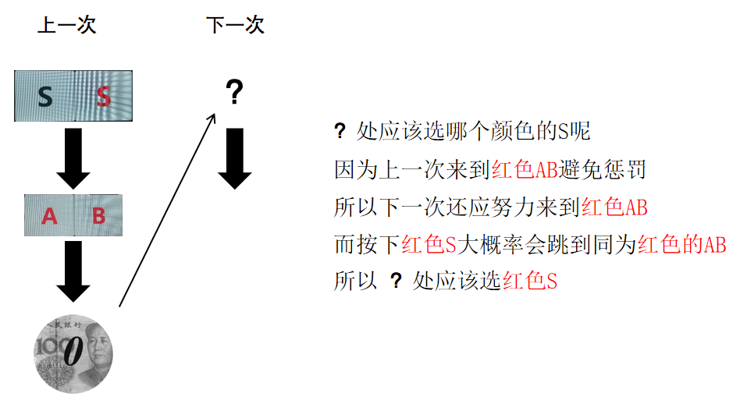 上一次
下一次
S S
?
A B
人民银行
100
0
? 处应该选哪个颜色的S呢
因为上一次来到红色AB避免惩罚
所以下一次还应努力来到红色AB
而按下红色S大概率会跳到同为红色的AB
所以 ? 处应该选红色S